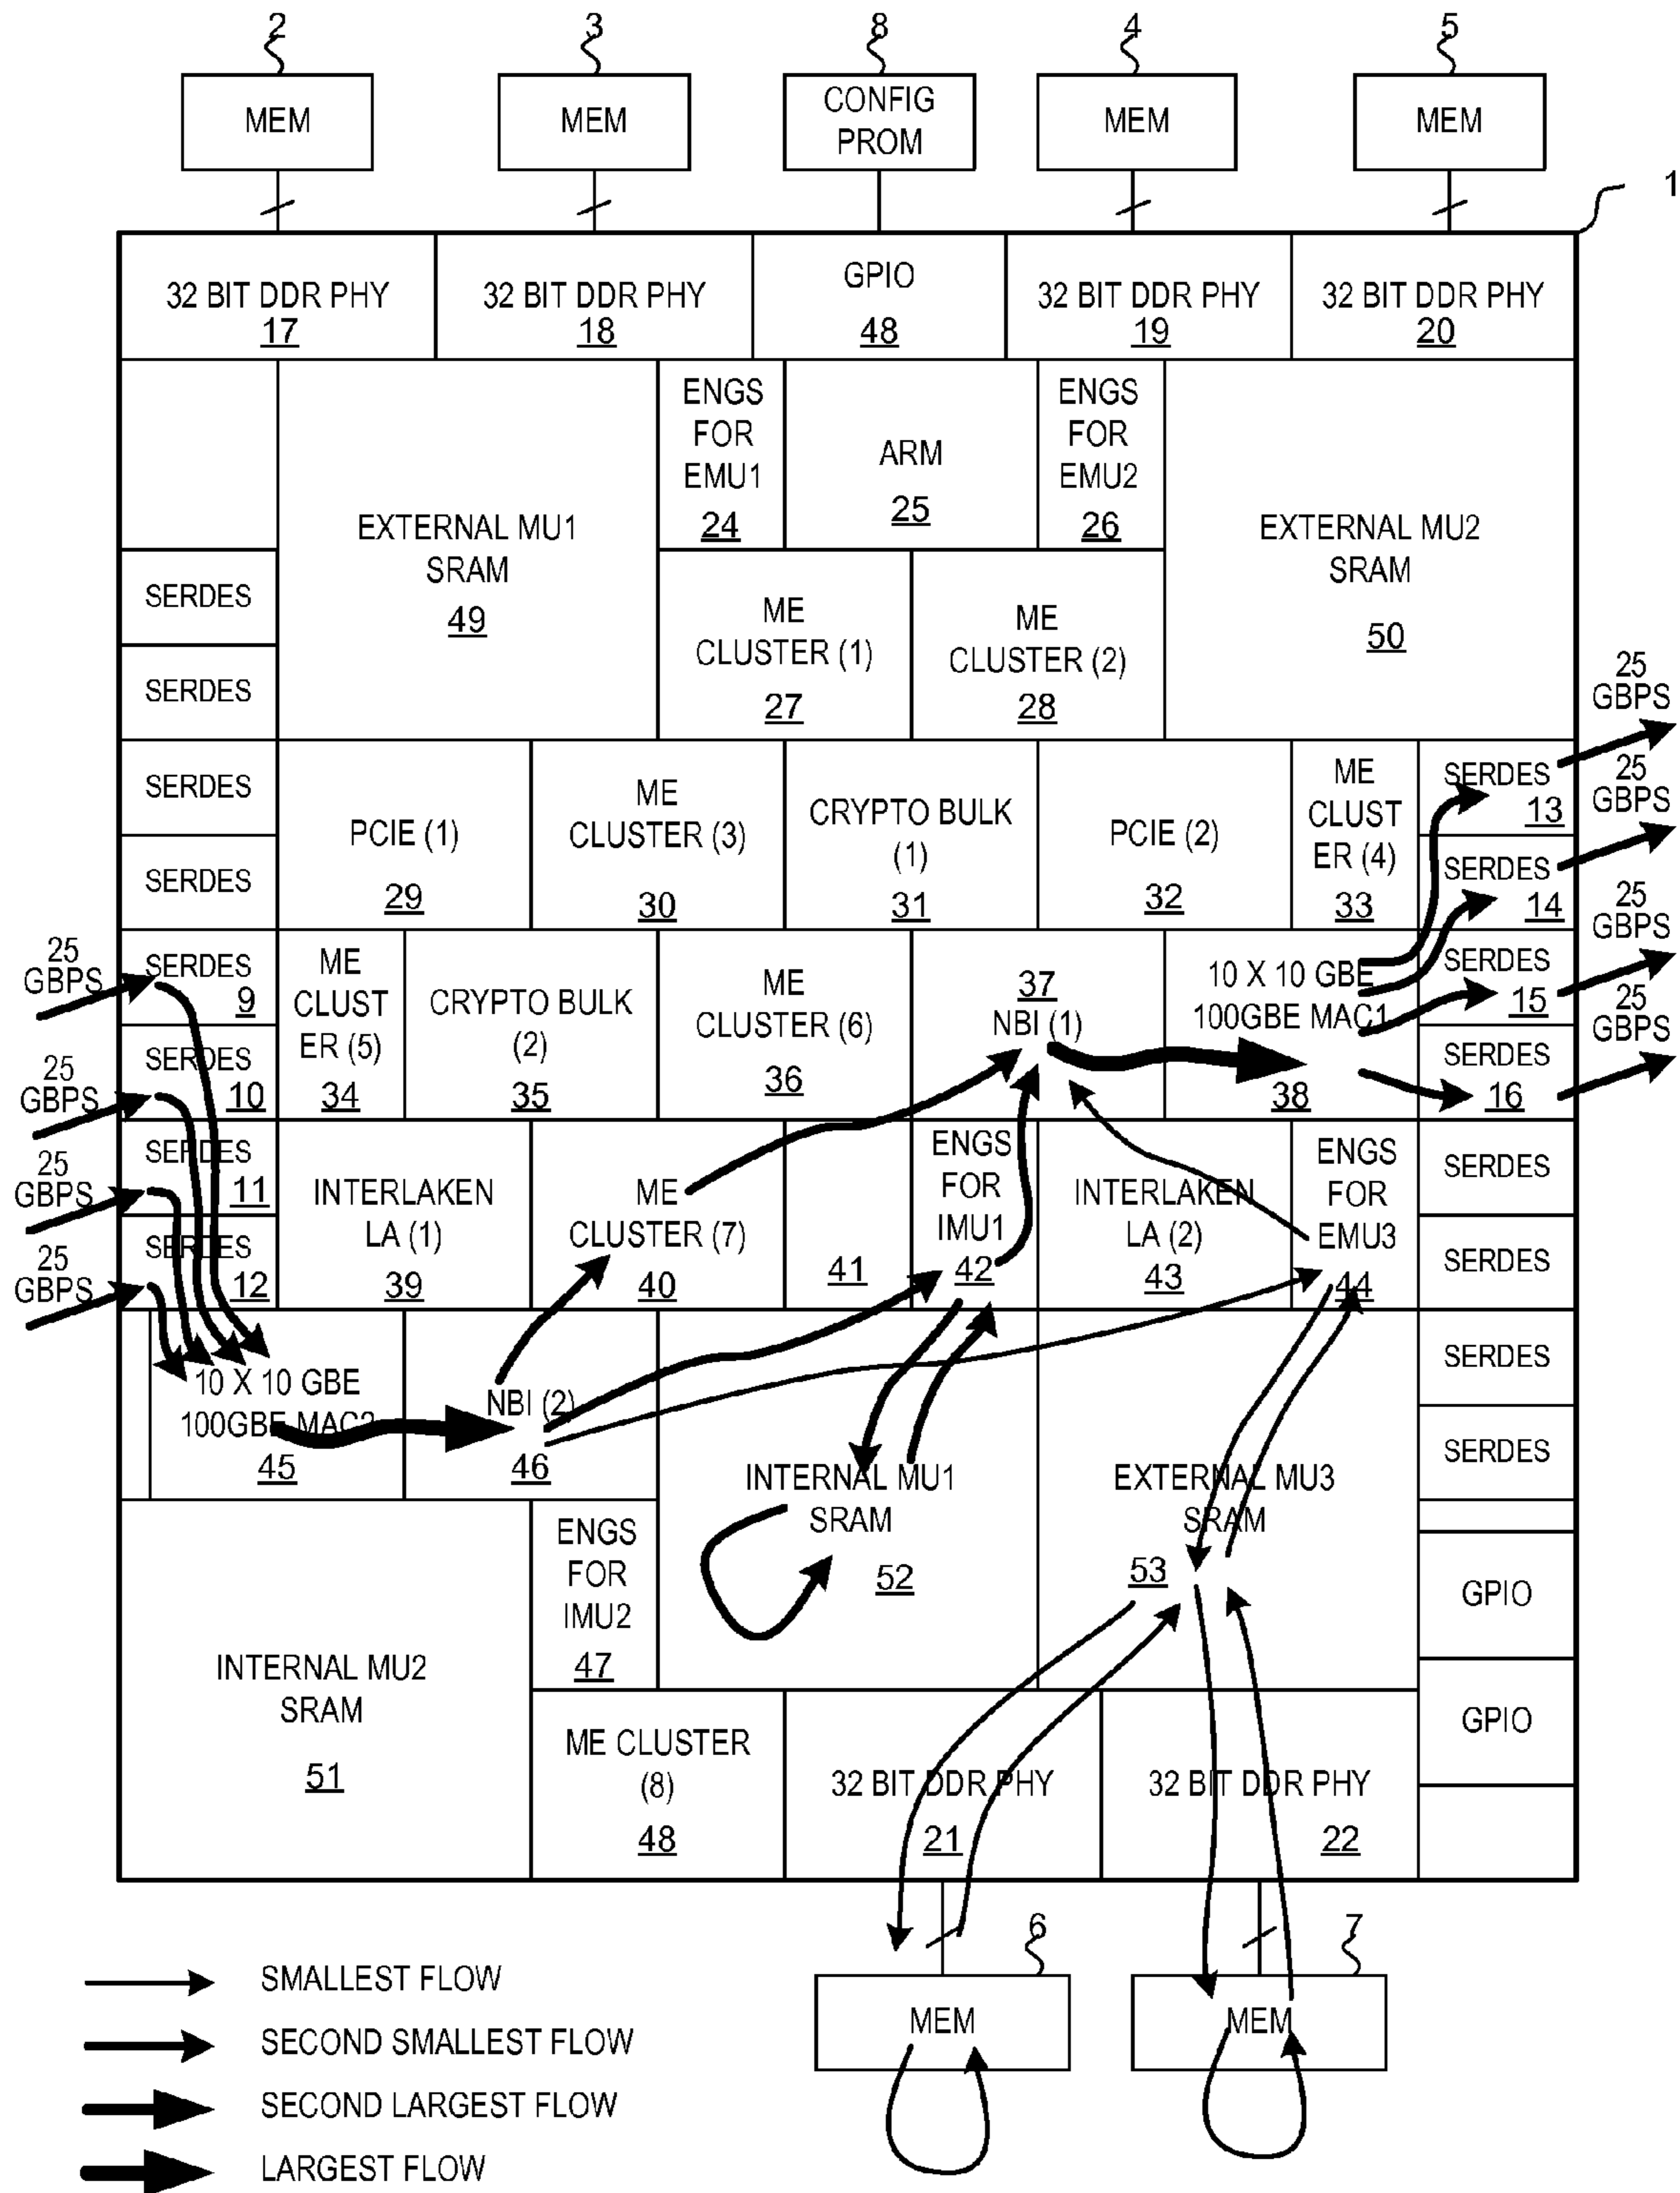 2
3
8
4
5
MEM
MEM
CONFIG
PROM
MEM
MEM
1
32 BIT DDR PHY
17
32 BIT DDR PHY
18
GPIO
48
32 BIT DDR PHY
19
32 BIT DDR PHY
20
EXTERNAL MU1
SRAM
49
ENGS
FOR
EMU1
24
ARM
25
ENGS
FOR
EMU2
26
EXTERNAL MU2
SRAM
50
SERDES
SERDES
ME
CLUSTER (1)
27
ME
CLUSTER (2)
28
25
GBPS
SERDES
SERDES
PCIE (1)
29
ME
CLUSTER (3)
30
CRYPTO BULK
(1)
31
PCIE (2)
32
ME
CLUST
ER (4)
33
SERDES
13
25
GBPS
SERDES
14
25
GBPS
25
GBPS
SERDES
9
25
GBPS
SERDES
10
ME
CLUST
ER (5)
34
CRYPTO BULK
(2)
35
ME
CLUSTER (6)
36
37
NBI (1)
10 X 10 GBE
100GBE MAC1
38
SERDES
15
25
GBPS
SERDES
16
25
GBPS
SERDES
11
25
GBPS
SERDES
12
INTERLAKEN
LA (1)
39
ME
CLUSTER (7)
40
41
ENGS
FOR
IMU1
42
INTERLAKEN
LA (2)
43
ENGS
FOR
EMU3
44
SERDES
SERDES
10 X 10 GBE
100GBE MAC2
45
NBI (2)
46
INTERNAL MU1
SRAM
52
EXTERNAL MU3
SRAM
53
SERDES
SERDES
INTERNAL MU2
SRAM
51
ENGS
FOR
IMU2
47
GPIO
GPIO
ME CLUSTER
(8)
48
32 BIT DDR PHY
21
32 BIT DDR PHY
22
6
7
MEM
MEM
SMALLEST FLOW
SECOND SMALLEST FLOW
SECOND LARGEST FLOW
LARGEST FLOW